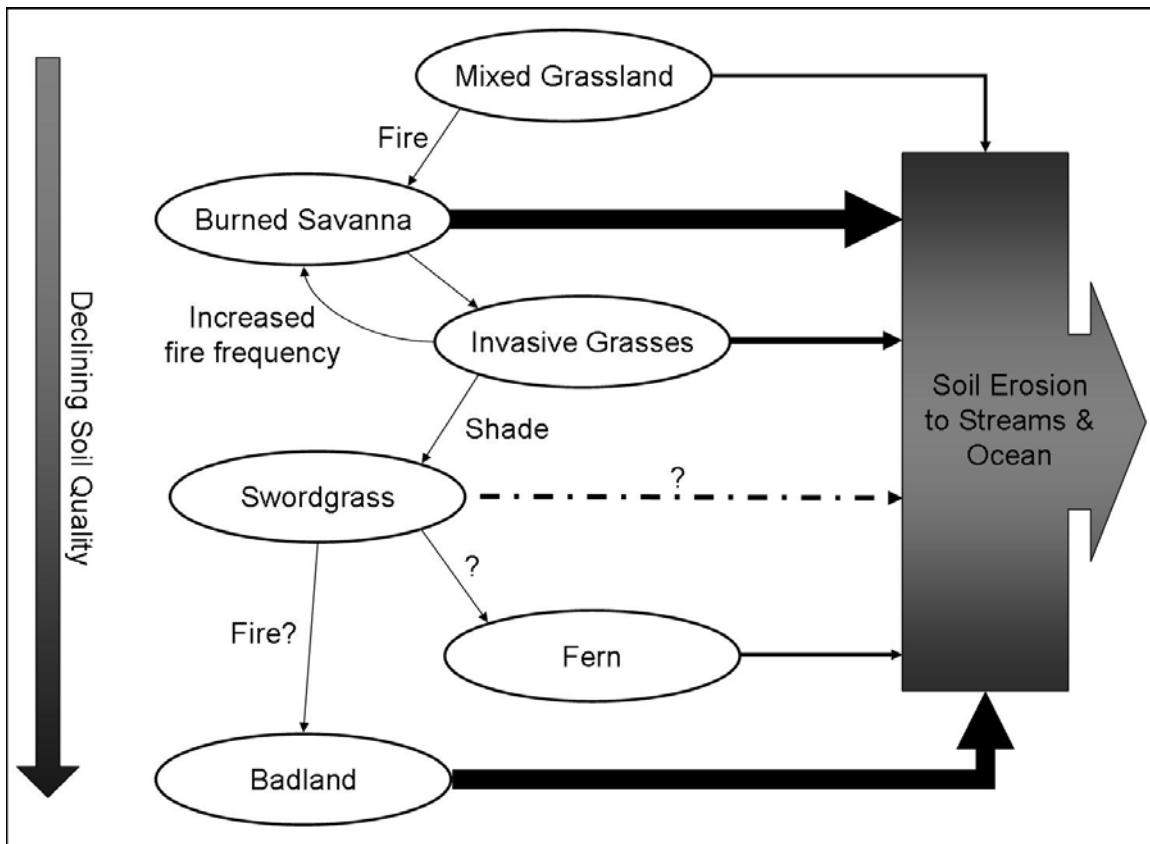 Mixed Grassland
Fire
Burned Savanna
Increased
fire frequency
Invasive Grasses
Shade
Swordgrass
?
?
Fire?
Fern
Badland
Declining Soil Quality
Soil Erosion
to Streams &
Ocean